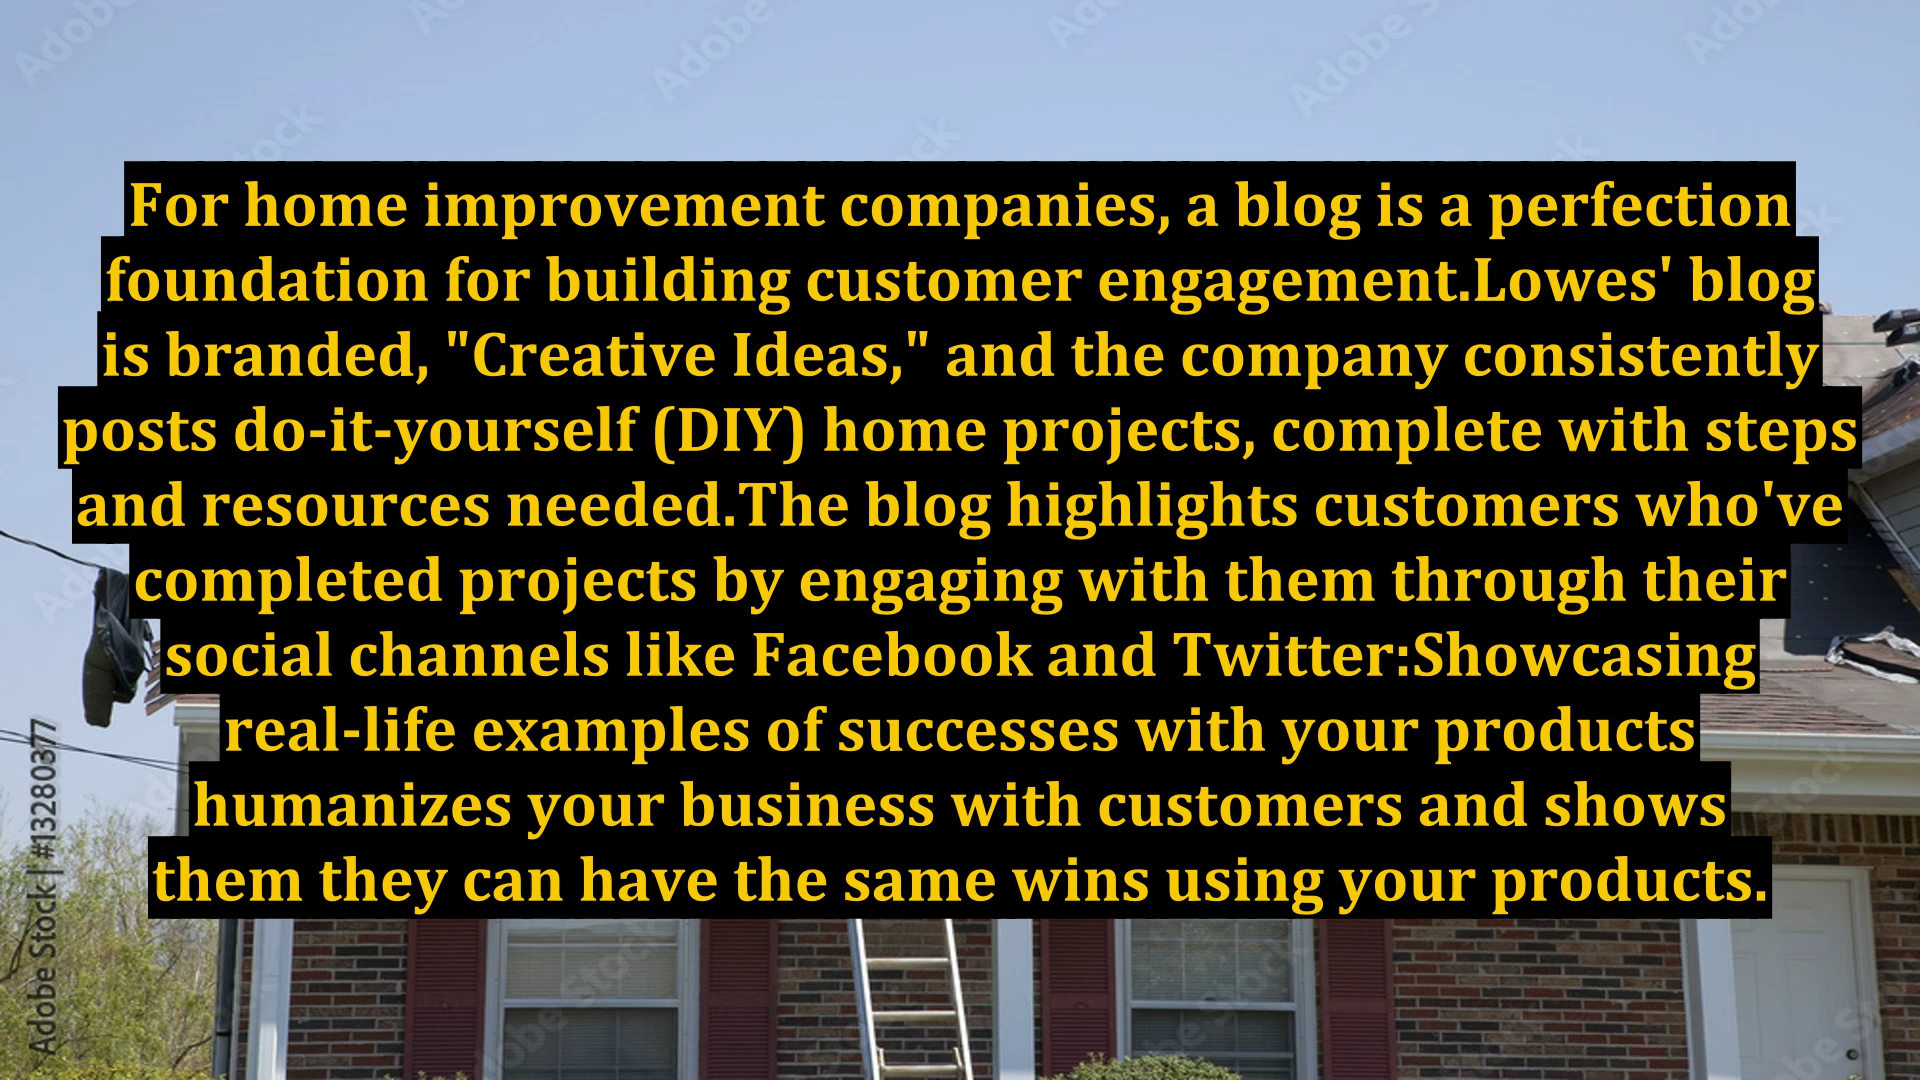 For home improvement companies, a blog is a perfection
foundation for building customer engagement.Lowes' blog
is branded, "Creative Ideas," and the company consistently
posts do-it-yourself (DIY) home projects, complete with steps
and resources needed.The blog highlights customers who've
completed projects by engaging with them through their
social channels like Facebook and Twitter:Showcasing
real-life examples of successes with your products
humanizes your business with customers and shows
them they can have the same wins using your products.
Adobe Stock | #13280377